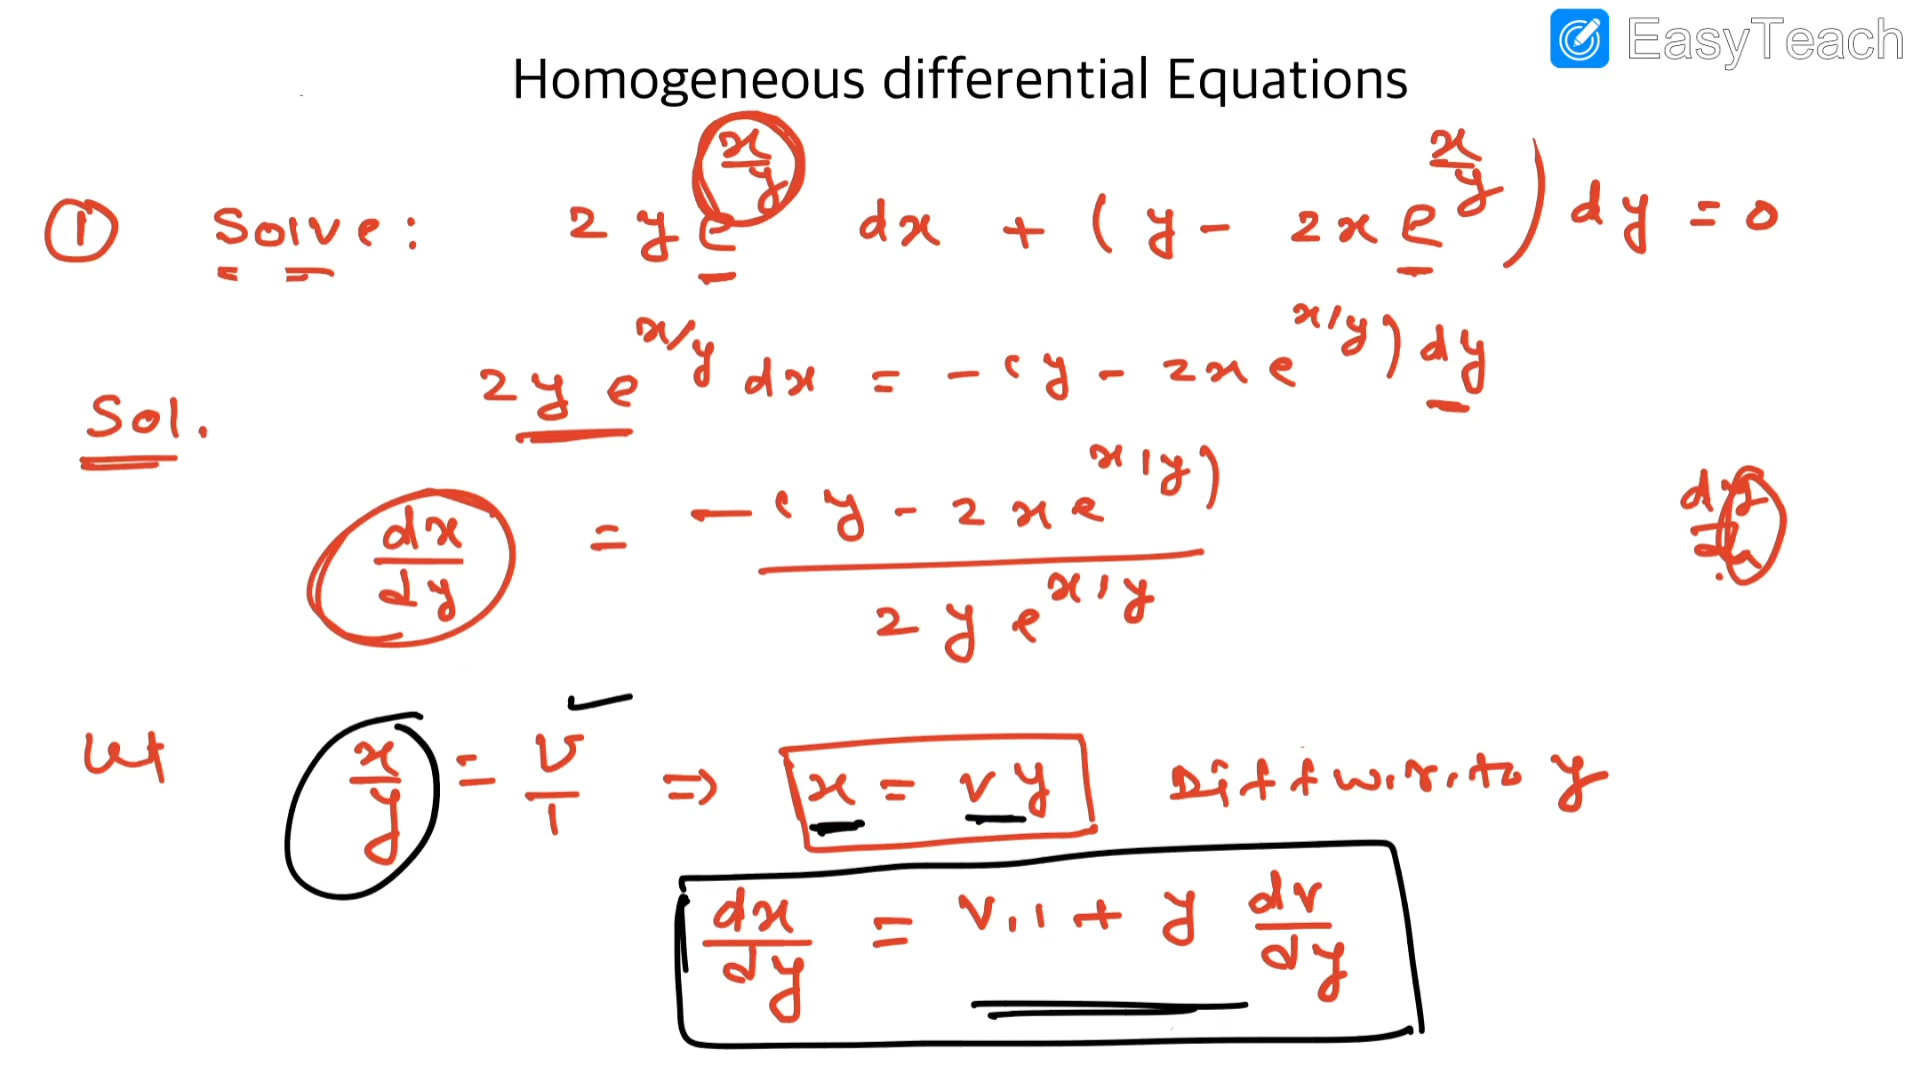 EasyTeach
Homogeneous differential Equations
① Solve: 2 y e^{x/y} dx + (y - 2x e^{x/y}) dy = 0
Sol. 2y e^{x/y} dx = -(y - 2x e^{x/y}) dy
dx/dy = -(y - 2x e^{x/y}) / 2y e^{x/y}
Let x/y = v/1 ⇒ x = vy Diff w.r.to y
dx/dy = v.1 + y dv/dy